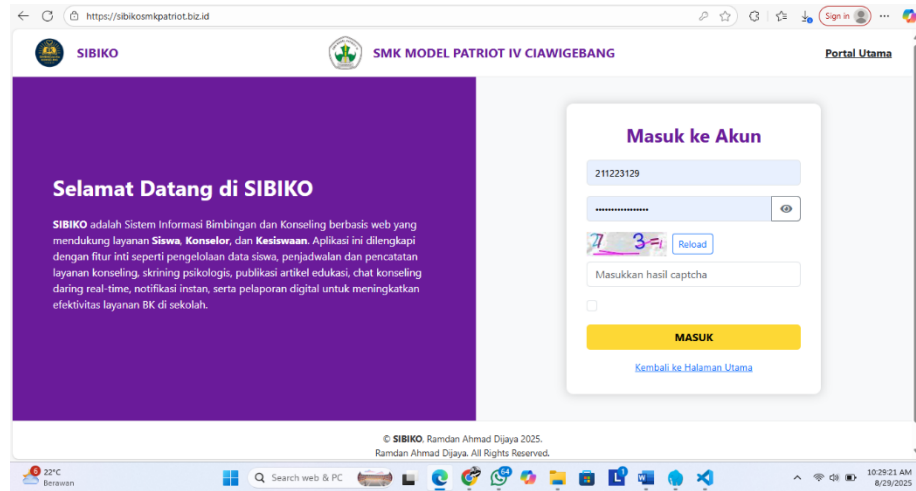 https://sibikosmkpatriot.biz.id
Sign in
SIBIKO
SMK MODEL PATRIOT IV CIAWIGEBANG
Portal Utama
Selamat Datang di SIBIKO
SIBIKO adalah Sistem Informasi Bimbingan dan Konseling berbasis web yang
mendukung layanan Siswa, Konselor, dan Kesiswaan. Aplikasi ini dilengkapi
dengan fitur inti seperti pengelolaan data siswa, penjadwalan dan pencatatan
layanan konseling, skrining psikologis, publikasi artikel edukasi, chat konseling
daring real-time, notifikasi instan, serta pelaporan digital untuk meningkatkan
efektivitas layanan BK di sekolah.
Masuk ke Akun
211223129
Reload
Masukkan hasil captcha
MASUK
Kembali ke Halaman Utama
© SIBIKO, Ramdan Ahmad Dijaya 2025.
Ramdan Ahmad Dijaya. All Rights Reserved.
22°C
Berawan
Search web & PC
64
10:29:21 AM
8/29/2025